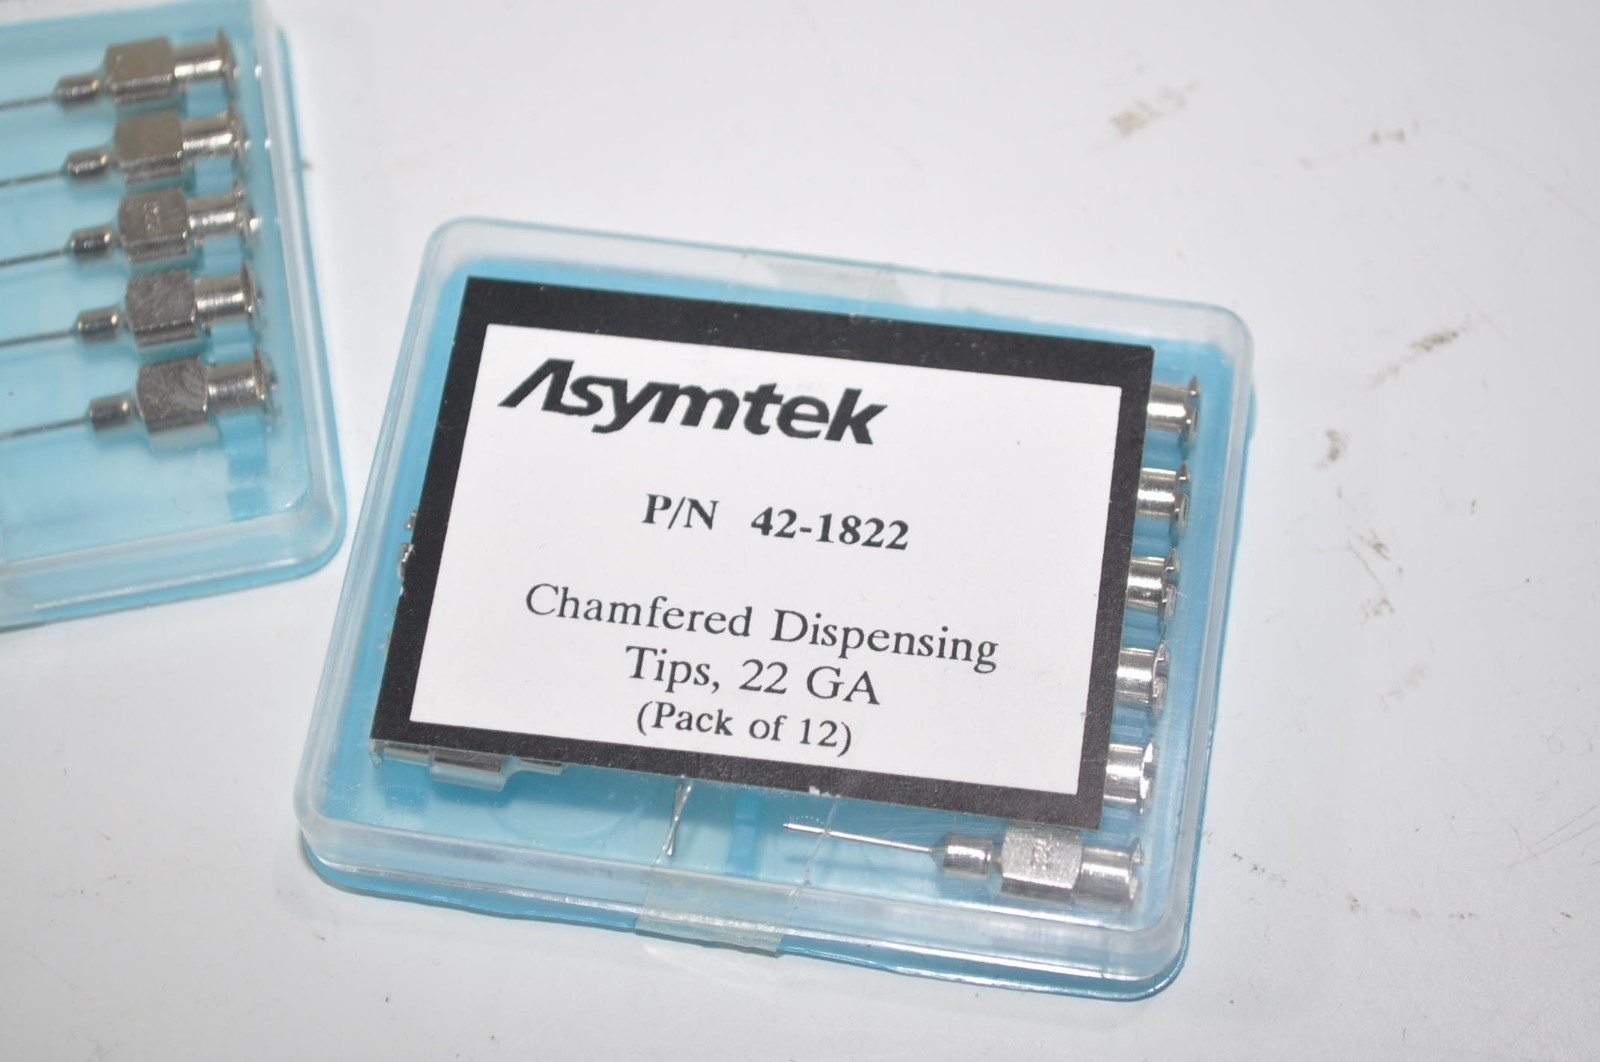 Asymtek
P/N 42-1822
Chamfered Dispensing
Tips, 22 GA
(Pack of 12)